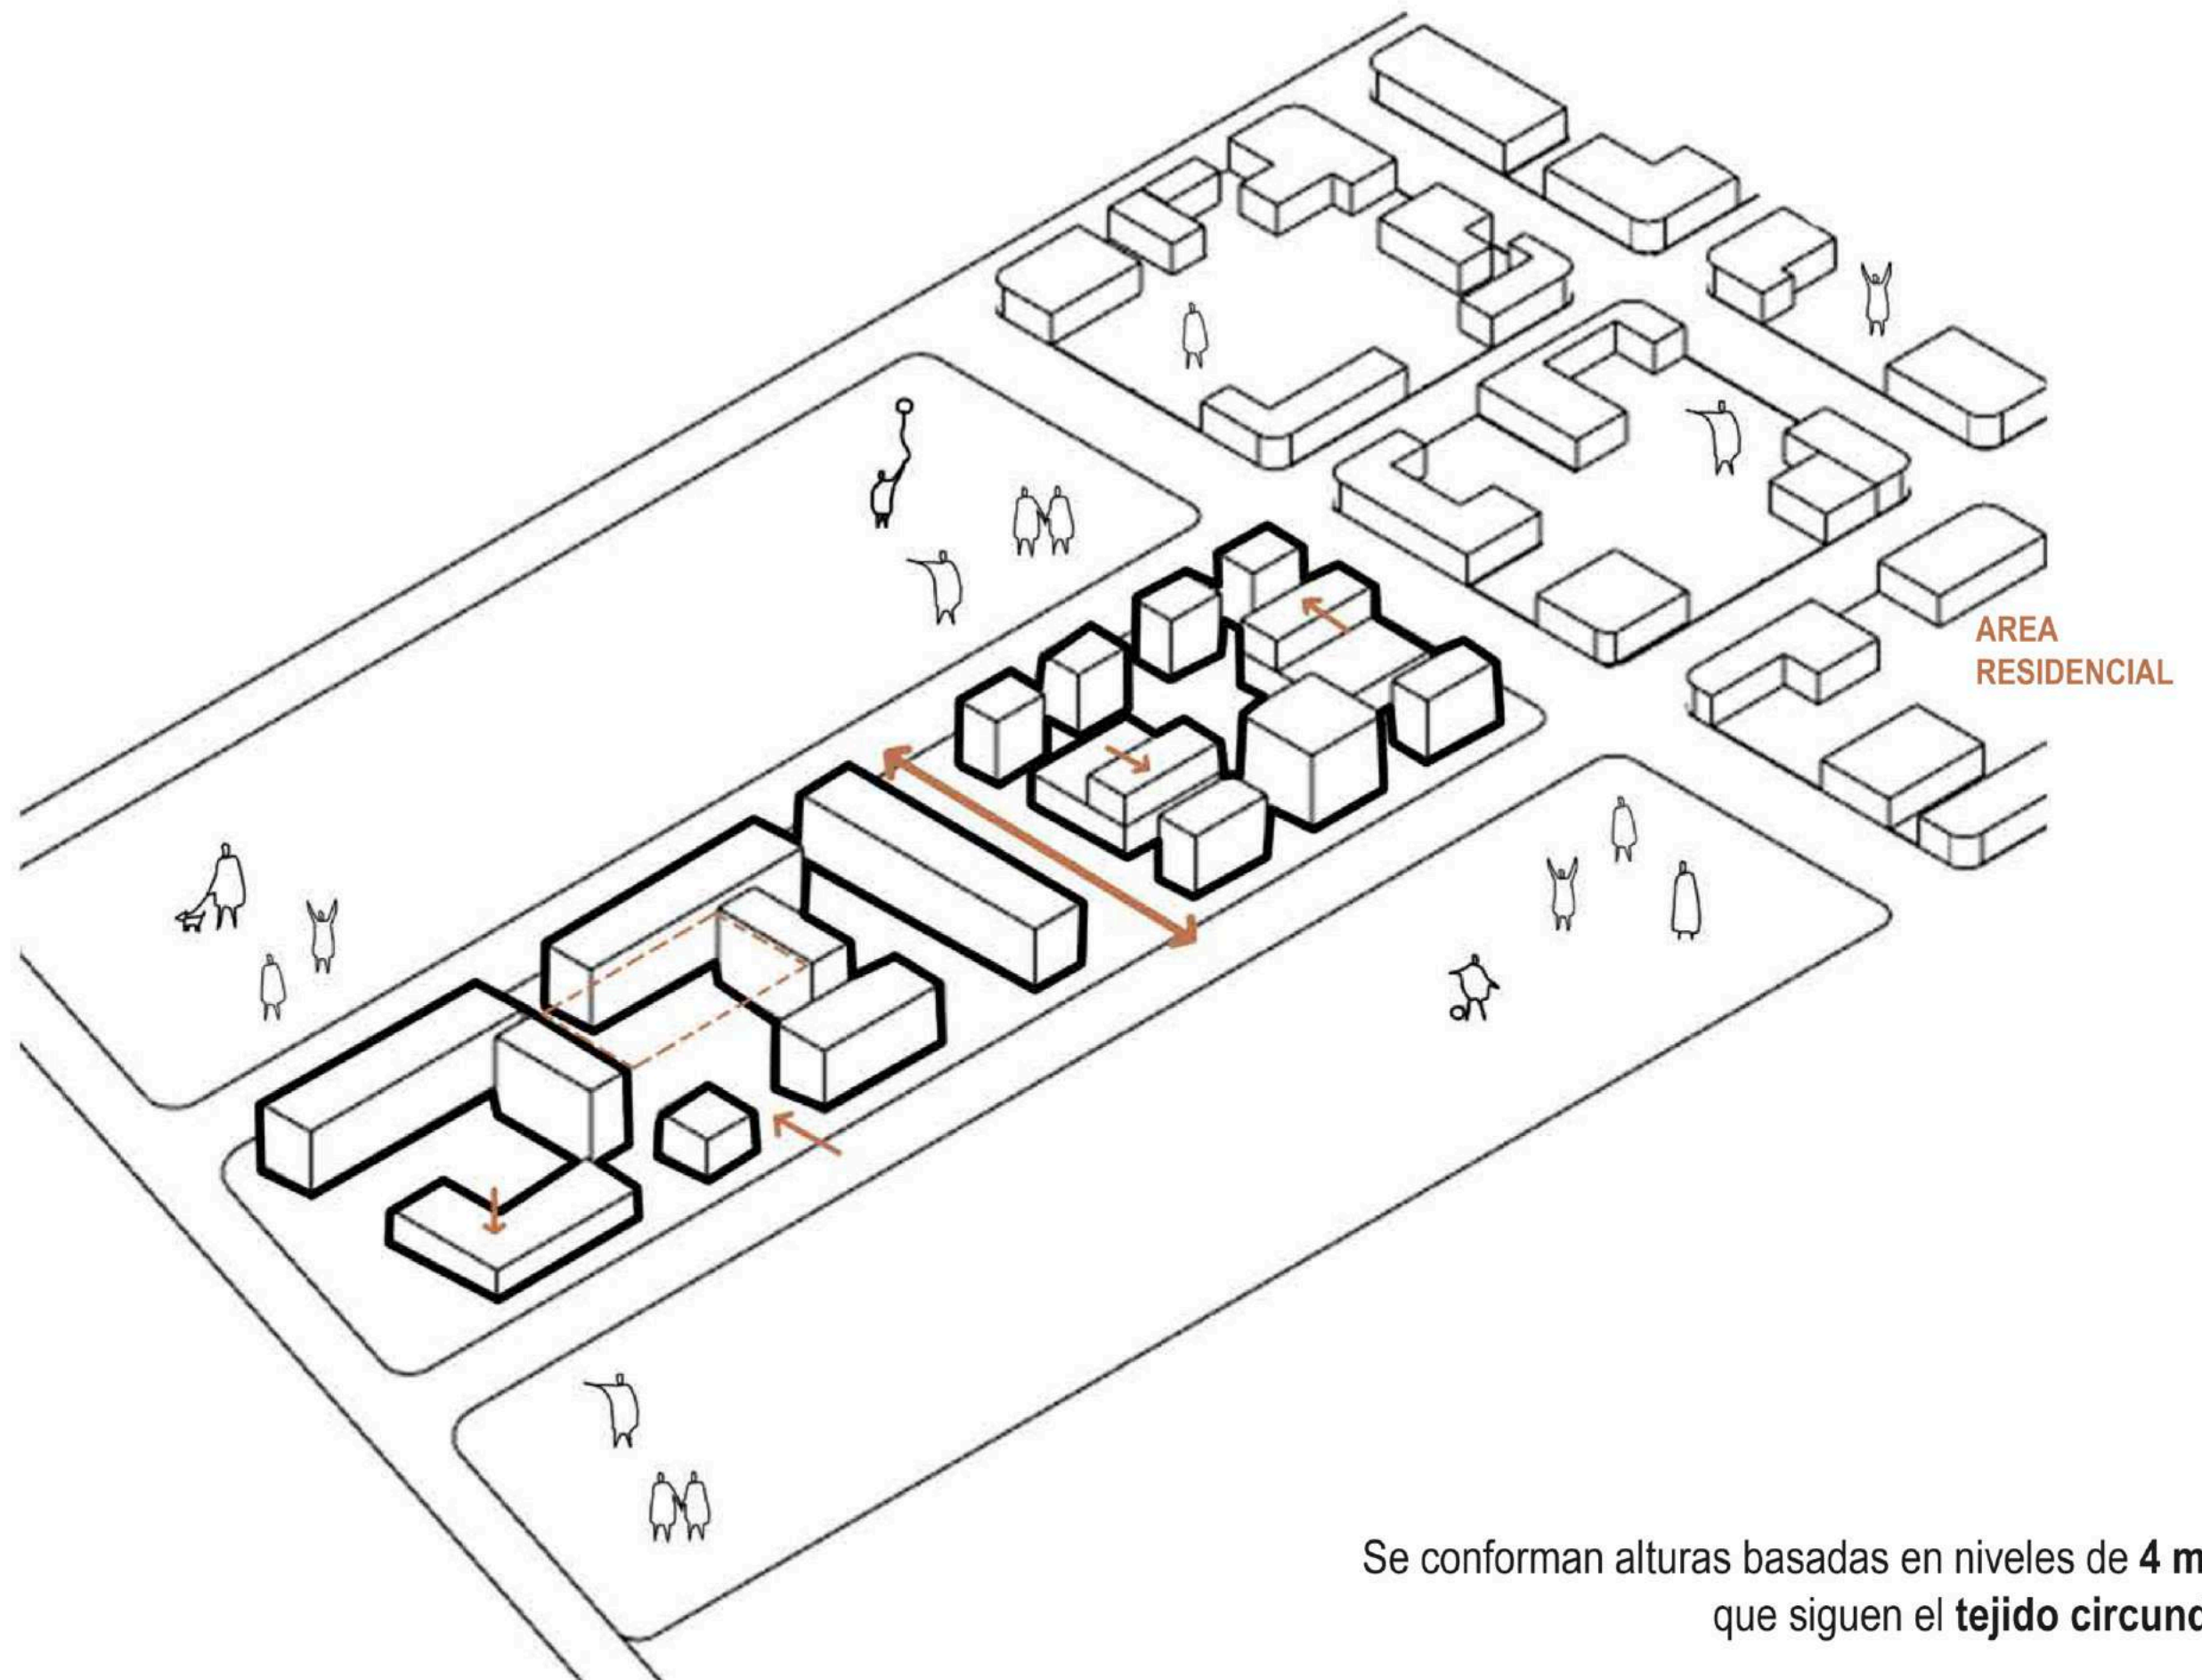 AREA
RESIDENCIAL
Se conforman alturas basadas en niveles de 4 m
que siguen el tejido circund